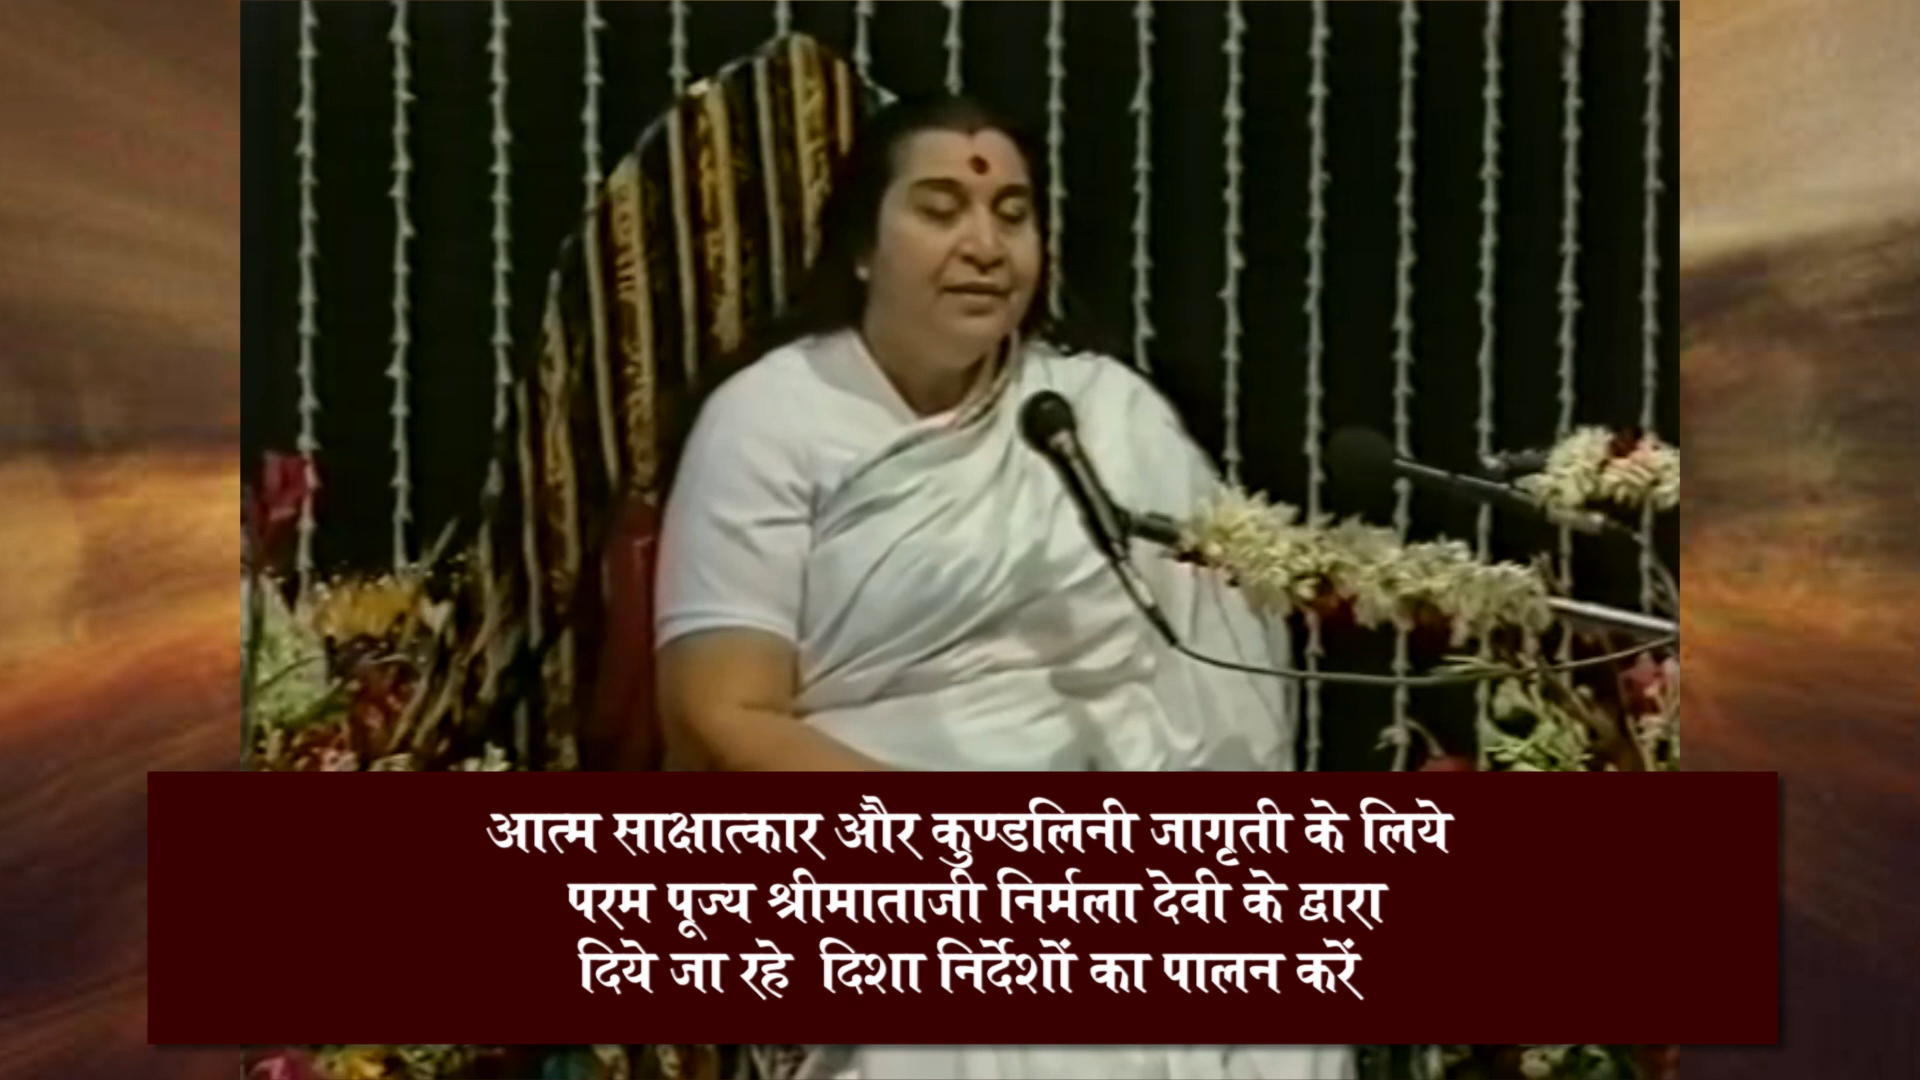 आत्म साक्षात्कार और कुण्डलिनी जागृती के लिये
परम पूज्य श्रीमाताजी निर्मला देवी के द्वारा
दिये जा रहे दिशा निर्देशों का पालन करें